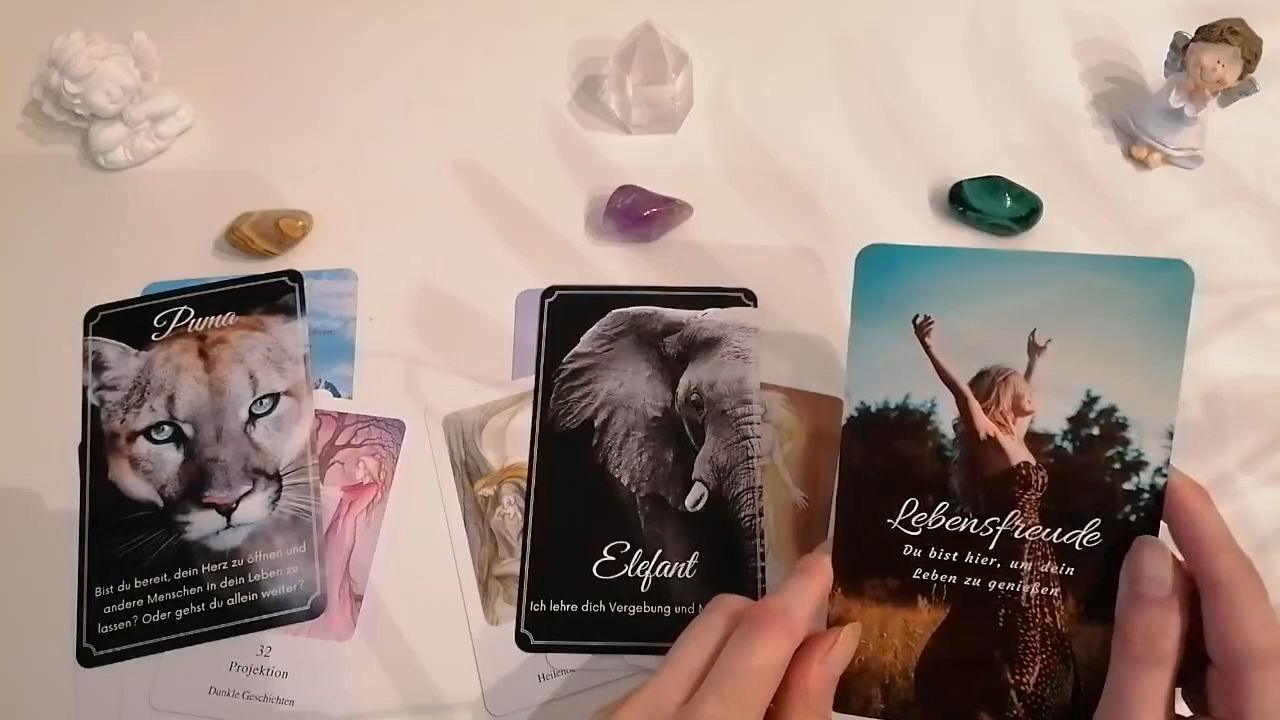 Puma
Bist du bereit, dein Herz zu öffnen und
andere Menschen in dein Leben zu
lassen? Oder gehst du allein weiter?
32
Projektion
Dunkle Geschichten
Elefant
Ich lehre dich Vergebung und
Lebensfreude
Du bist hier, um dein
Leben zu genießen